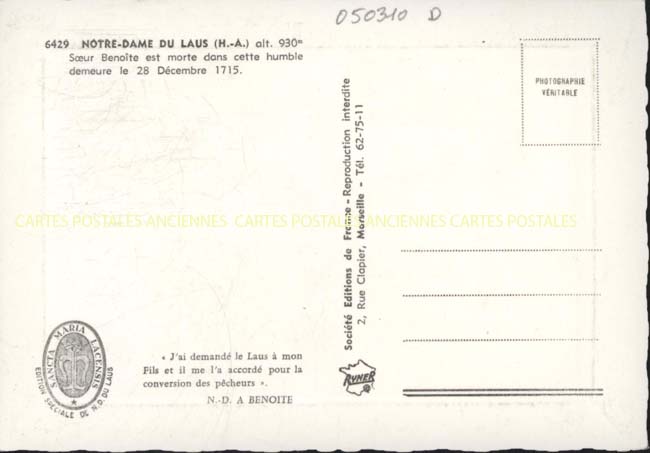 050310 D
6429 NOTRE-DAME DU LAUS (H.-A.) alt. 930m
Sœur Benoîte est morte dans cette humble
demeure le 28 Décembre 1715.
PHOTOGRAPHIE
VÉRITABLE
Société Editions de France - Reproduction interdite
2, Rue Clapier, Marseille - Tél. 62-75-11
CARTES POSTALES ANCIENNES CARTES POSTALES ANCIENNES CARTES POSTALES
SANCTA MARIA LACENSIS
EDITION SPÉCIALE DE N.D. DU LAUS
« J'ai demandé le Laus à mon
Fils et il me l'a accordé pour la
conversion des pêcheurs ».
N.-D. A BENOITE
RYNER